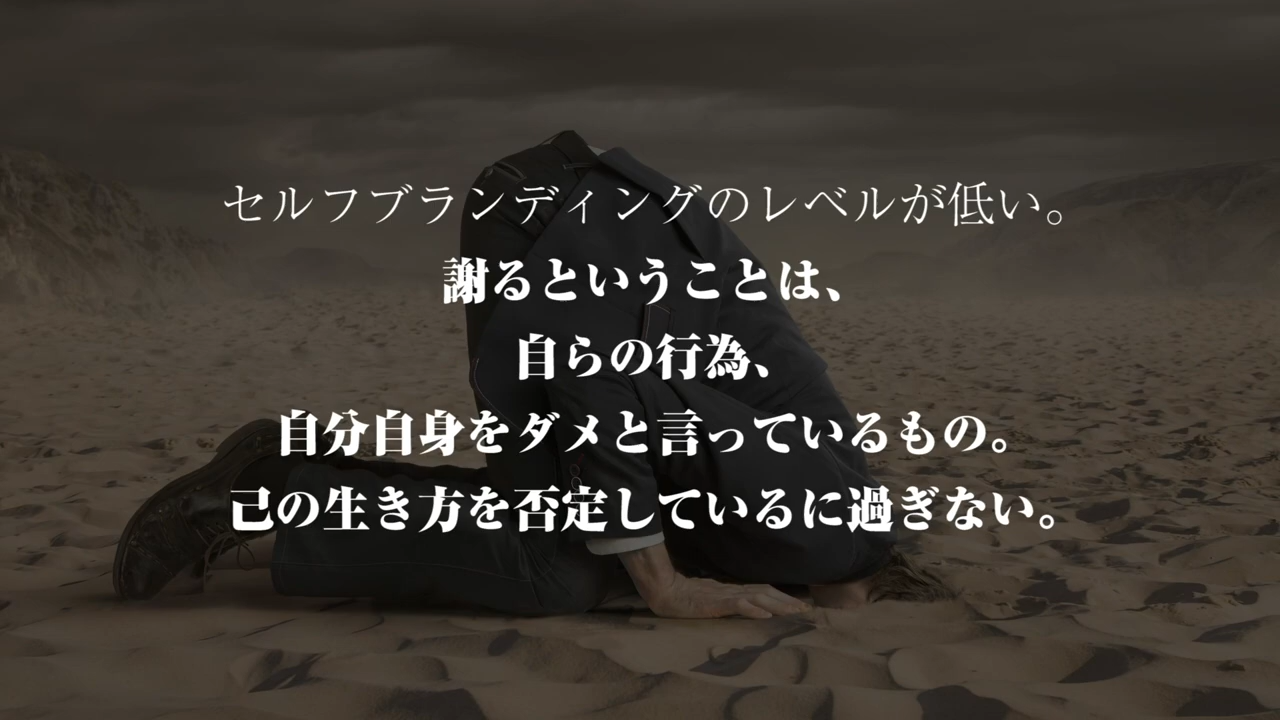 セルフブランディングのレベルが低い。
謝るということは、
自らの行為、
自分自身をダメと言っているもの。
己の生き方を否定しているに過ぎない。